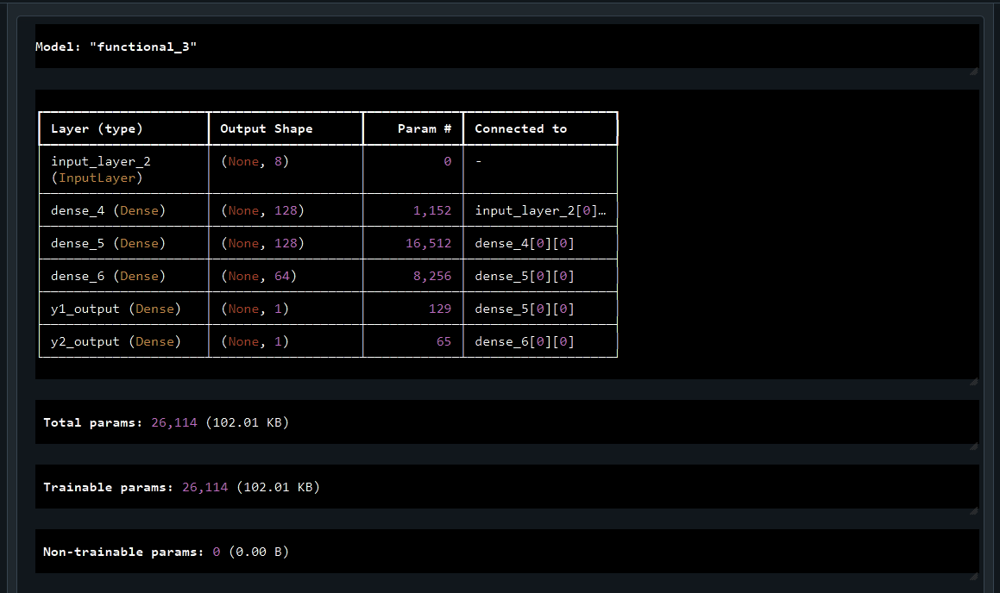 Model: "functional_3"
Layer (type) Output Shape Param # Connected to
input_layer_2 (None, 8) 0 -
(InputLayer)
dense_4 (Dense) (None, 128) 1,152 input_layer_2[0]…
dense_5 (Dense) (None, 128) 16,512 dense_4[0][0]
dense_6 (Dense) (None, 64) 8,256 dense_5[0][0]
y1_output (Dense) (None, 1) 129 dense_5[0][0]
y2_output (Dense) (None, 1) 65 dense_6[0][0]
Total params: 26,114 (102.01 KB)
Trainable params: 26,114 (102.01 KB)
Non-trainable params: 0 (0.00 B)